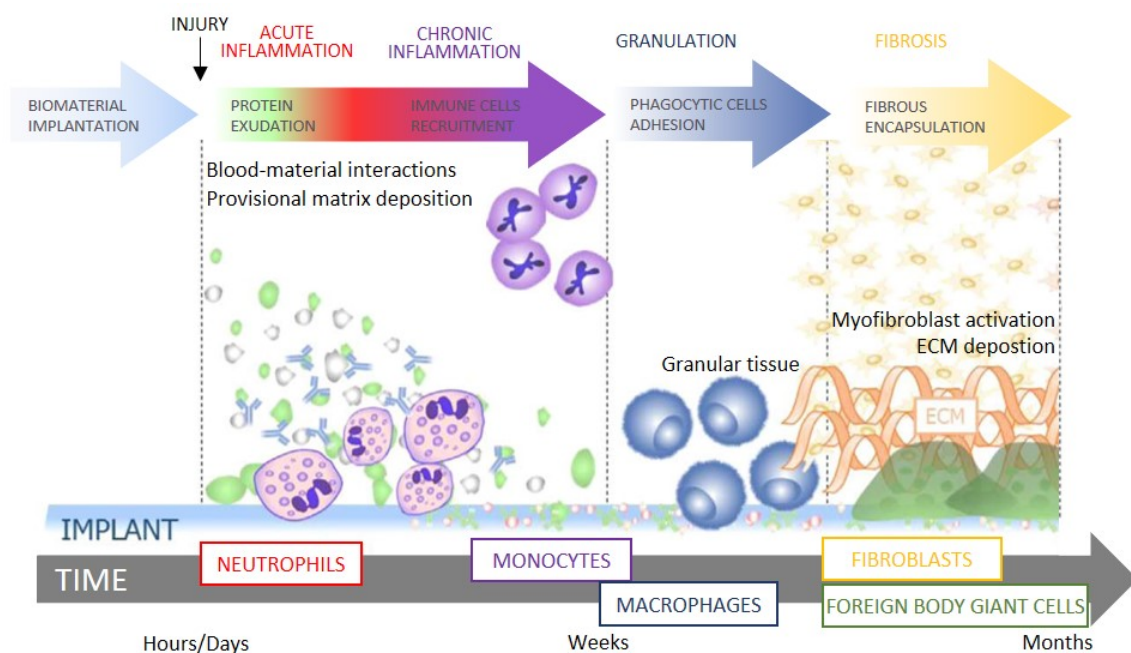 INJURY
ACUTE
INFLAMMATION
CHRONIC
INFLAMMATION
GRANULATION
FIBROSIS
BIOMATERIAL
IMPLANTATION
PROTEIN
EXUDATION
IMMUNE CELLS
RECRUITMENT
PHAGOCYTIC CELLS
ADHESION
FIBROUS
ENCAPSULATION
Blood-material interactions
Provisional matrix deposition
Myofibroblast activation
ECM depostion
Granular tissue
ECM
IMPLANT
NEUTROPHILS
MONOCYTES
FIBROBLASTS
TIME
MACROPHAGES
FOREIGN BODY GIANT CELLS
Hours/Days
Weeks
Months